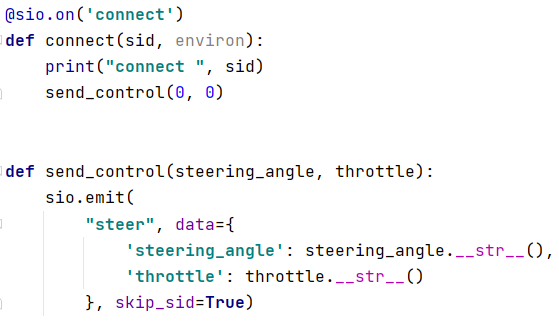 @sio.on('connect')
def connect(sid, environ):
    print("connect ", sid)
    send_control(0, 0)
def send_control(steering_angle, throttle):
    sio.emit(
        "steer", data={
            'steering_angle': steering_angle.__str__(),
            'throttle': throttle.__str__()
        }, skip_sid=True)